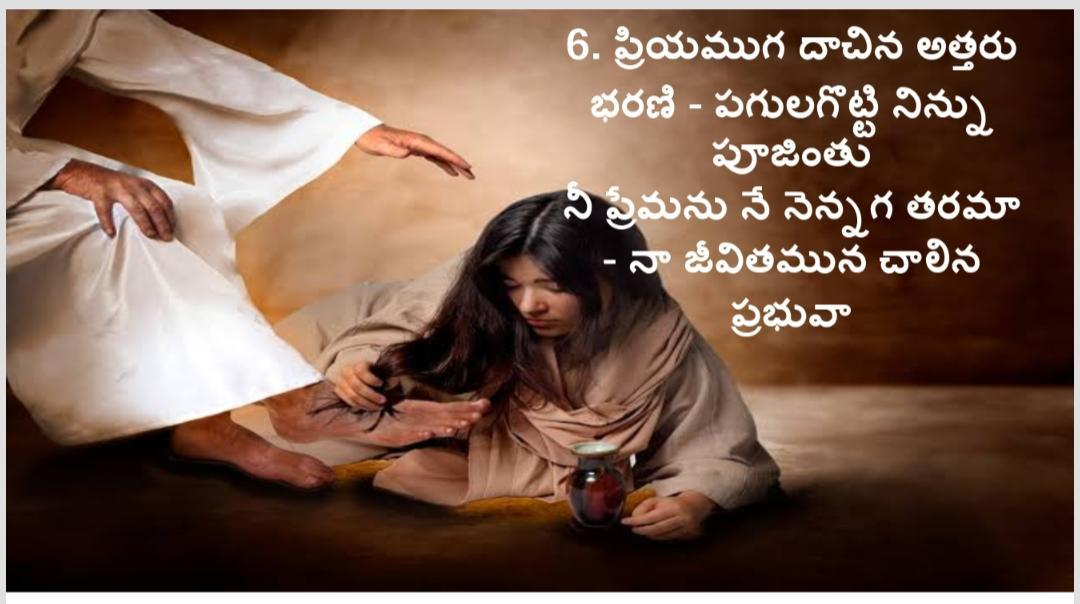 6. ప్రియముగ దాచిన అత్తరు
భరణి - పగులగొట్టి నిన్ను
పూజింతు
నీ ప్రేమను నే నెన్నగ తరమా
- నా జీవితమున చాలిన
ప్రభువా